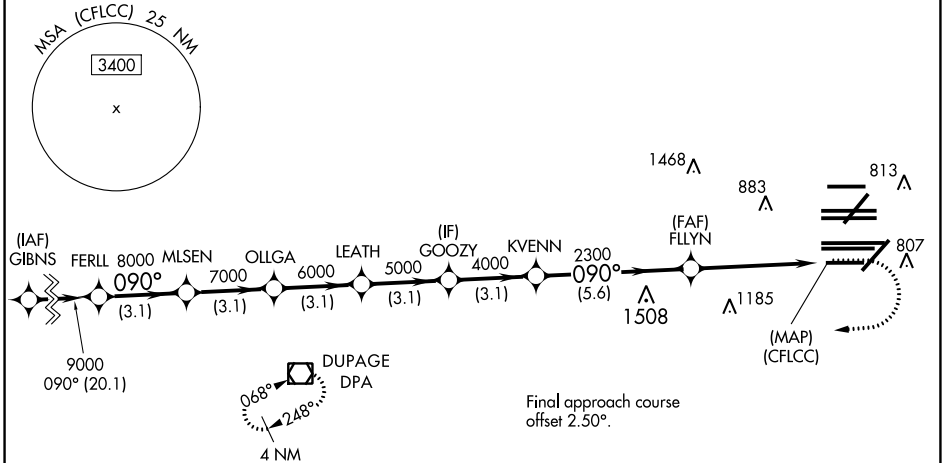 MSA (CFLCC) 25 NM
3400
x
1468
883
813
807
(IAF)
GIBNS
FERLL
8000
090°
(3.1)
MLSEN
7000
(3.1)
OLLGA
6000
(3.1)
LEATH
5000
(3.1)
(IF)
GOOZY
4000
(3.1)
KVENN
2300
090°
(5.6)
(FAF)
FLLYN
1508
1185
(MAP)
(CFLCC)
9000
090° (20.1)
DUPAGE
DPA
068°
248°
4 NM
Final approach course
offset 2.50°.